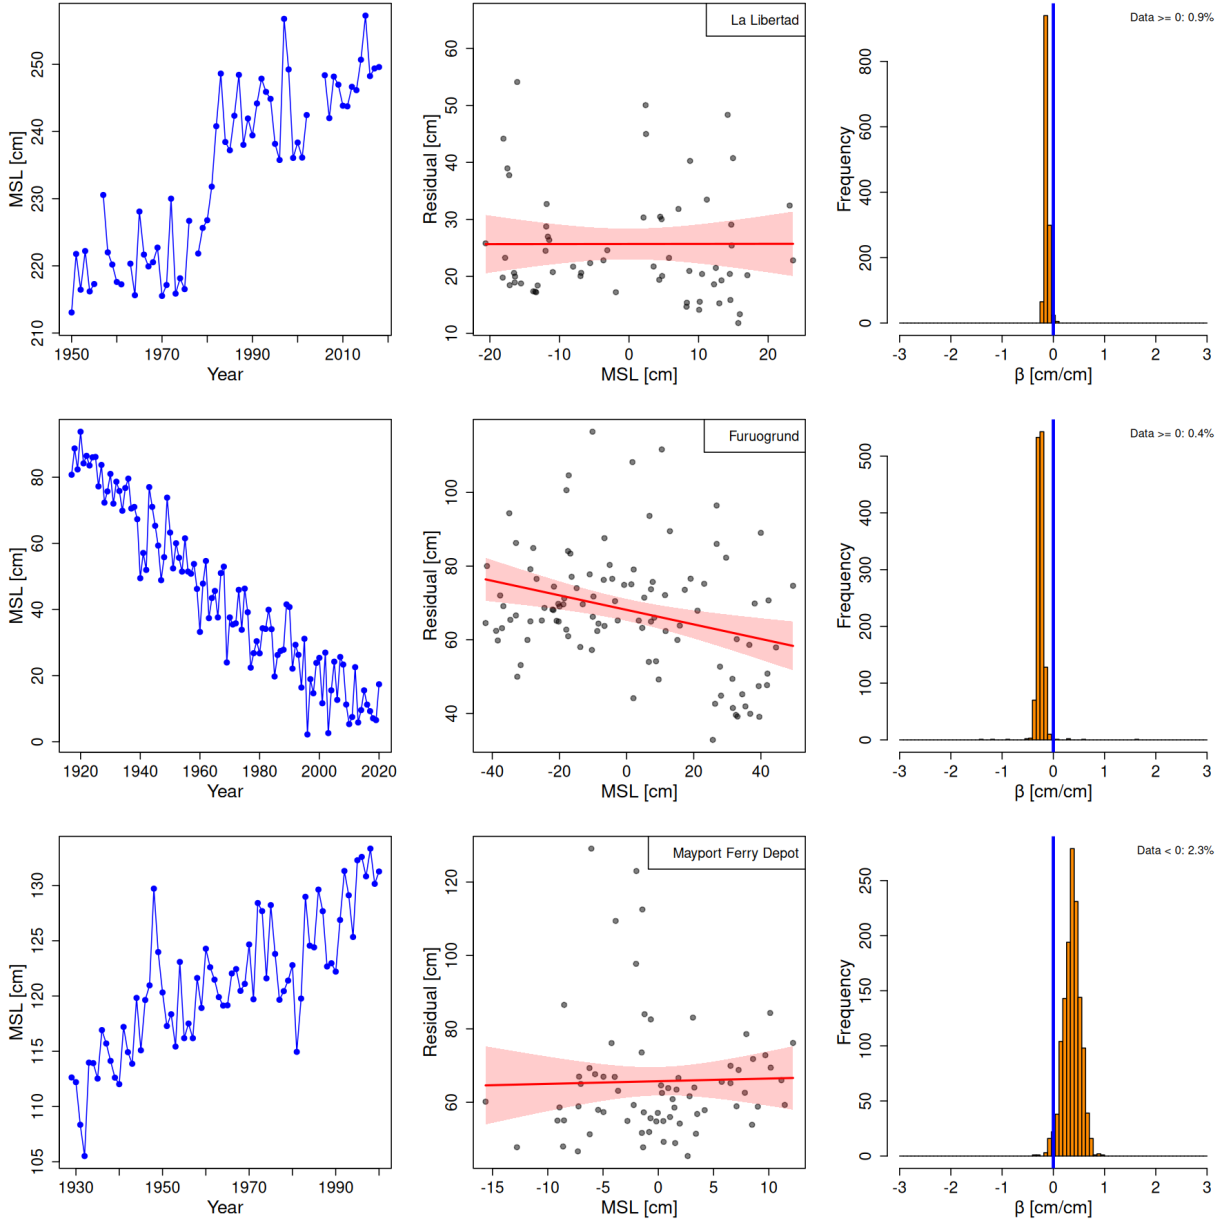 MSL [cm]
210 220 230 240 250
1950 1970 1990 2010
Year
La Libertad
Residual [cm]
10 20 30 40 50 60
-20 -10 0 10 20
MSL [cm]
Data >= 0: 0.9%
Frequency
0 200 400 600 800
-3 -2 -1 0 1 2 3
β [cm/cm]
MSL [cm]
0 20 40 60 80
1920 1940 1960 1980 2000 2020
Year
Furuogrund
Residual [cm]
40 60 80 100
-40 -20 0 20 40
MSL [cm]
Data >= 0: 0.4%
Frequency
0 100 200 300 400 500
-3 -2 -1 0 1 2 3
β [cm/cm]
MSL [cm]
105 110 115 120 125 130
1930 1950 1970 1990
Year
Mayport Ferry Depot
Residual [cm]
60 80 100 120
-15 -10 -5 0 5 10
MSL [cm]
Data < 0: 2.3%
Frequency
0 50 100 150 200 250
-3 -2 -1 0 1 2 3
β [cm/cm]